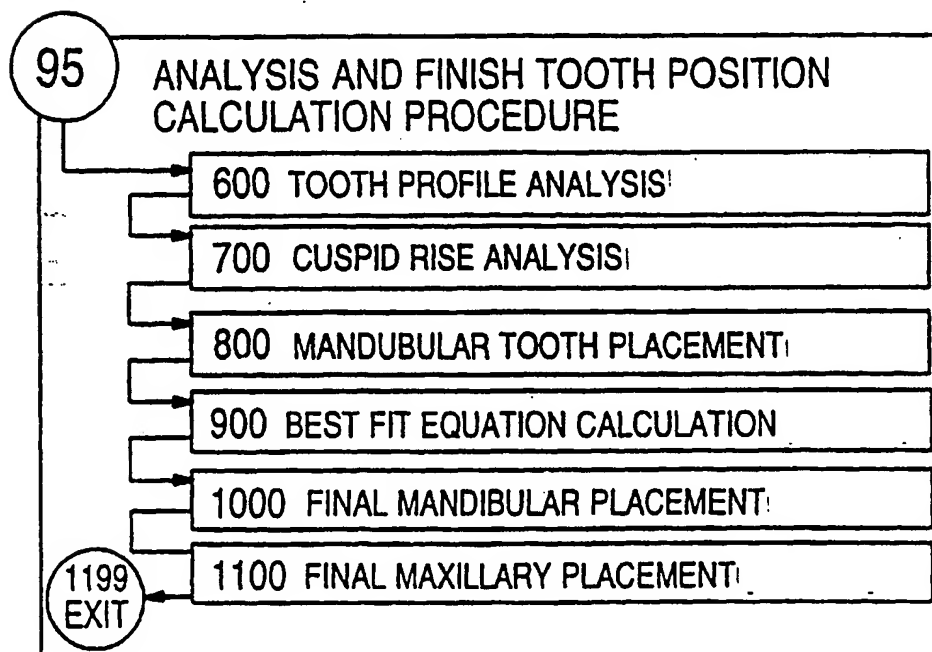 95
ANALYSIS AND FINISH TOOTH POSITION
CALCULATION PROCEDURE
600 TOOTH PROFILE ANALYSIS
700 CUSPID RISE ANALYSIS
800 MANDUBULAR TOOTH PLACEMENT
900 BEST FIT EQUATION CALCULATION
1000 FINAL MANDIBULAR PLACEMENT
1100 FINAL MAXILLARY PLACEMENT
1199
EXIT